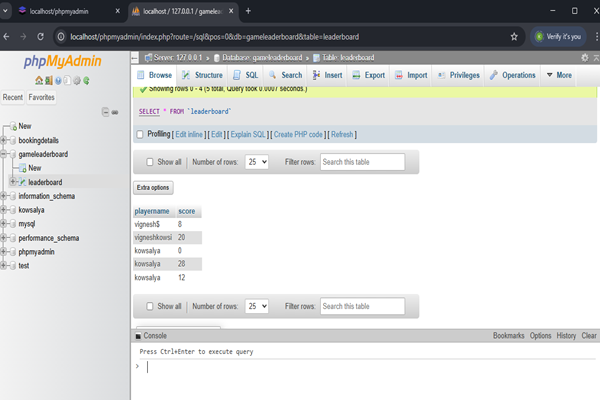 localhost/phpmyadmin
localhost / 127.0.0.1 / gamelea
localhost/phpmyadmin/index.php?route=/sql&pos=0&db=gameleaderboard&table=leaderboard
Verify it's you
phpMyAdmin
Recent Favorites
New
bookingdetails
gameleaderboard
New
leaderboard
information_schema
kowsalya
mysql
performance_schema
phpmyadmin
test
Server: 127.0.0.1 » Database: gameleaderboard » Table: leaderboard
Browse Structure SQL Search Insert Export Import Privileges Operations More
Showing rows 0 - 4 (5 total, Query took 0.0007 seconds.)
SELECT * FROM `leaderboard`
Profiling [ Edit inline ] [ Edit ] [ Explain SQL ] [ Create PHP code ] [ Refresh ]
Show all Number of rows: 25 Filter rows: Search this table
Extra options
playername score
vignesh$ 8
vigneshkowsi 20
kowsalya 0
kowsalya 28
kowsalya 12
Show all Number of rows: 25 Filter rows: Search this table
Console Bookmarks Options History Clear
Press Ctrl+Enter to execute query
>